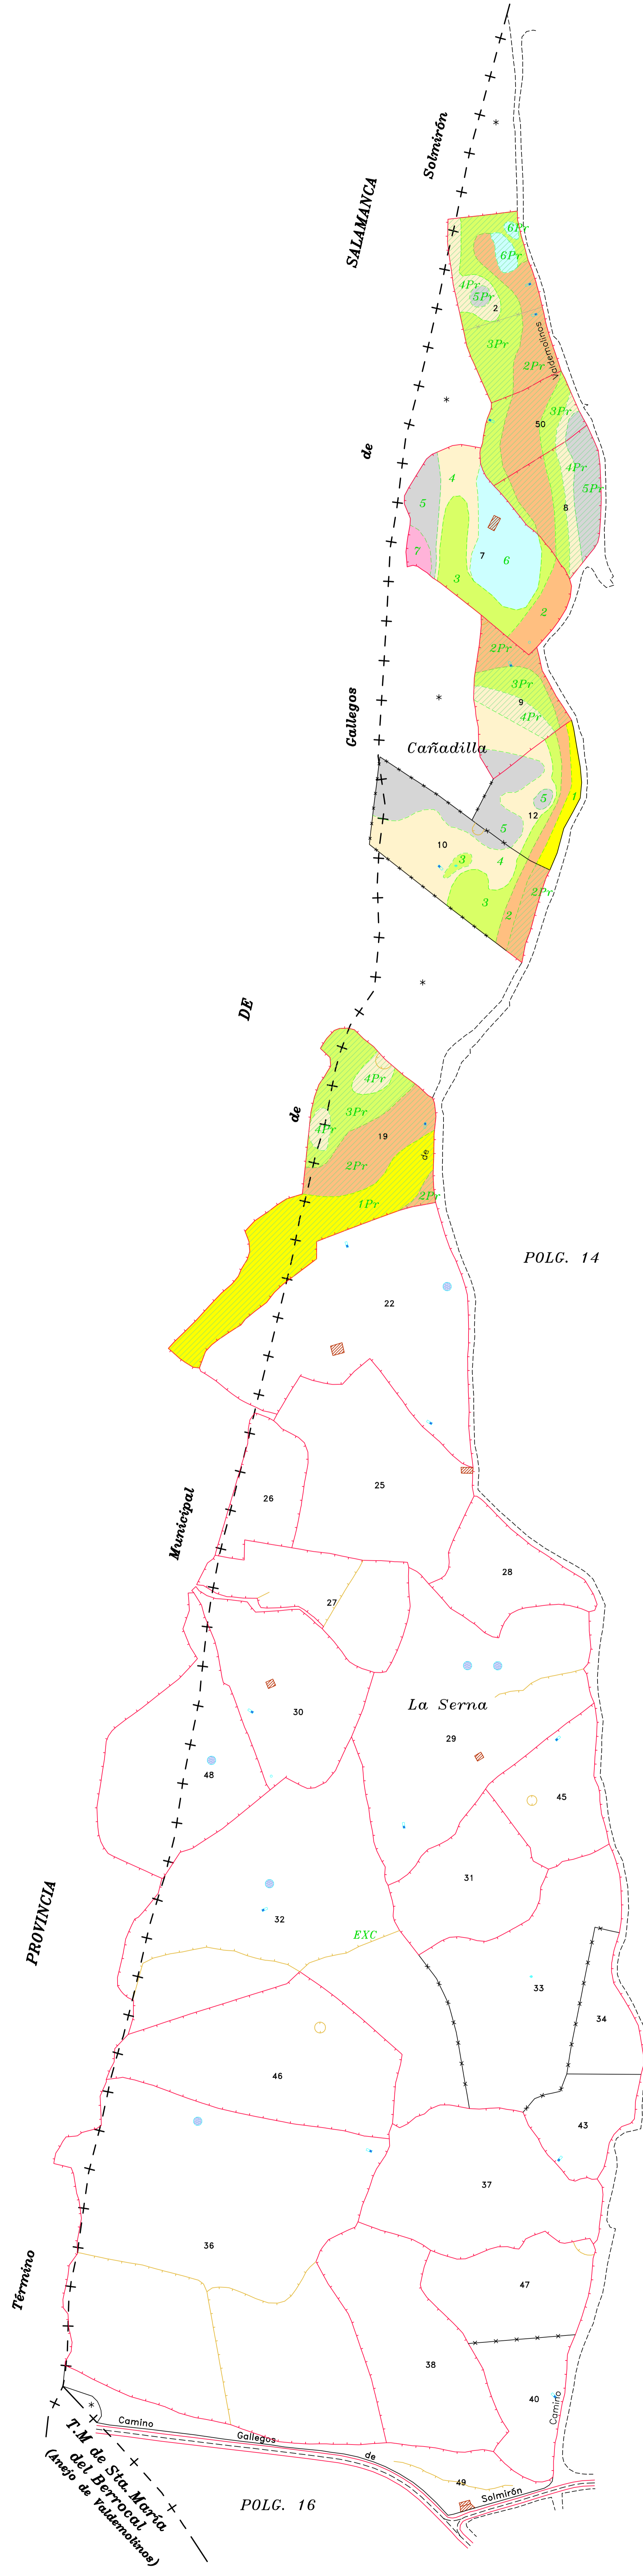 Solmirón
*
SALAMANCA
6Pr
6Pr
4Pr
5Pr
2
3Pr
2Pr
Valdemolinos
*
3Pr
50
de
4
4Pr
5Pr
5
8
7
7
6
3
2
2Pr
3Pr
9
4Pr
*
Gallegos
Cañadilla
1
5
12
5
10
3
4
2Pr
3
2
*
DE
4Pr
3Pr
de
4Pr
19
de
2Pr
1Pr
2Pr
POLG. 14
22
25
26
Municipal
28
27
La Serna
30
29
48
45
31
32
PROVINCIA
EXC
33
34
46
43
37
36
Término
47
38
40
Camino
*
Camino
Gallegos
de
Solmirón
49
T.M de Sta. María
del Berrocal
(Anejo de Valdemolinos)
POLG. 16